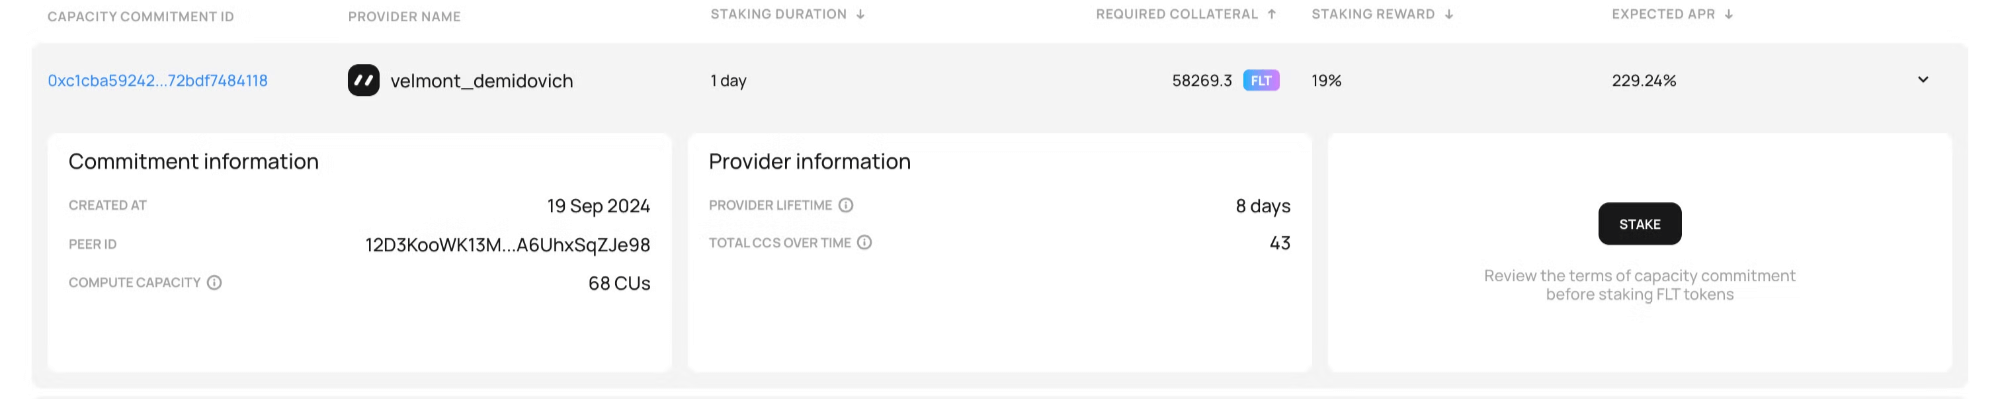 CAPACITY COMMITMENT ID PROVIDER NAME STAKING DURATION ↓ REQUIRED COLLATERAL ↑ STAKING REWARD ↓ EXPECTED APR ↓
0xc1cba59242...72bdf7484118 velmont_demidovich 1 day 58269.3 FLT 19% 229.24%
Commitment information
CREATED AT 19 Sep 2024
PEER ID 12D3KooWK13M...A6UhxSqZJe98
COMPUTE CAPACITY 68 CUs
Provider information
PROVIDER LIFETIME 8 days
TOTAL CCS OVER TIME 43
STAKE
Review the terms of capacity commitment
before staking FLT tokens